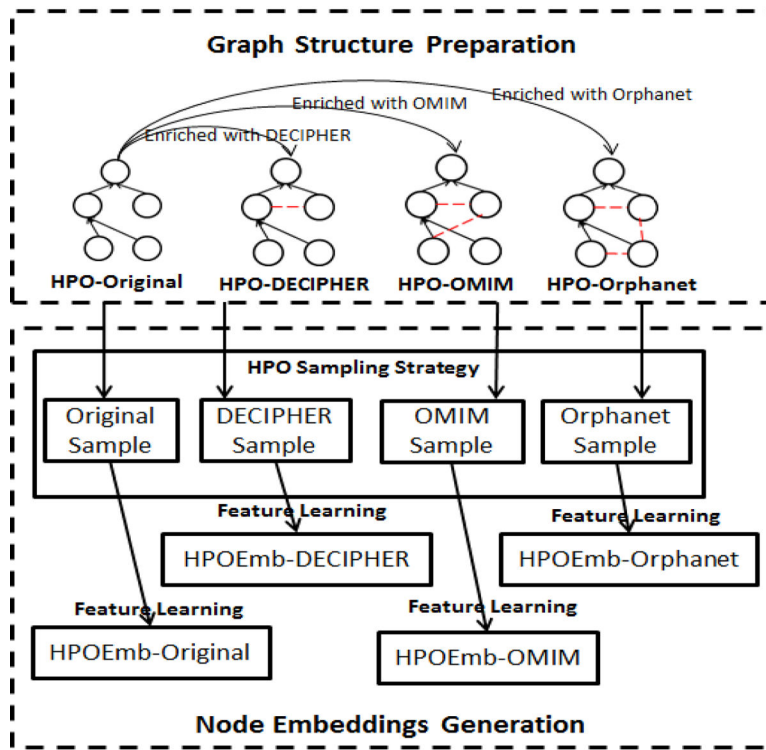 Graph Structure Preparation
Enriched with Orphanet
Enriched with OMIM
Enriched with DECIPHER
HPO-Original
HPO-DECIPHER
HPO-OMIM
HPO-Orphanet
HPO Sampling Strategy
Original
Sample
DECIPHER
Sample
OMIM
Sample
Orphanet
Sample
Feature Learning
Feature Learning
HPOEmb-DECIPHER
HPOEmb-Orphanet
Feature Learning
Feature Learning
HPOEmb-Original
HPOEmb-OMIM
Node Embeddings Generation